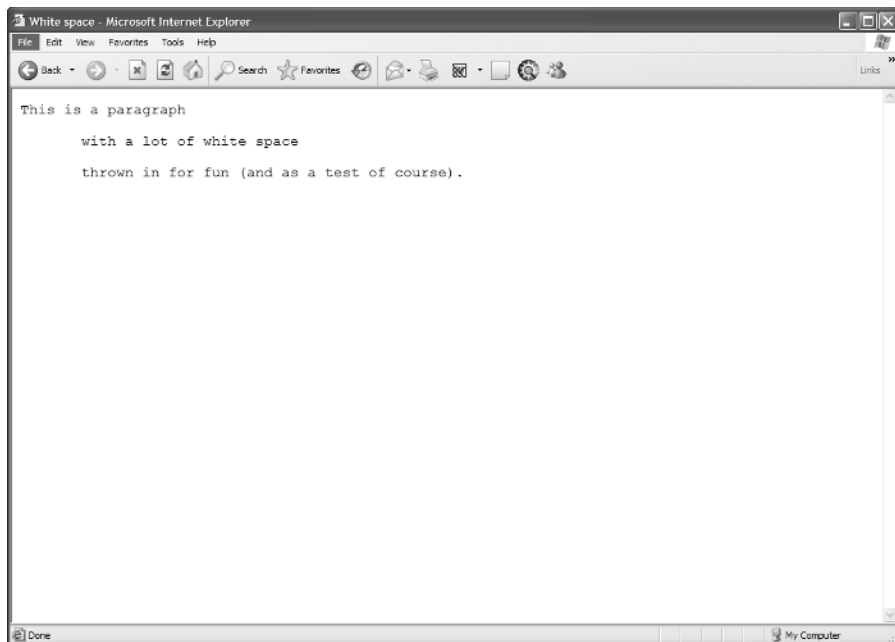 White space - Microsoft Internet Explorer
File Edit View Favorites Tools Help
Back Search Favorites Links »
This is a paragraph
with a lot of white space
thrown in for fun (and as a test of course).
Done My Computer